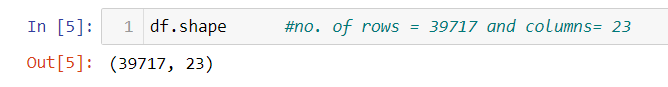 In [5]: 1 df.shape #no. of rows = 39717 and columns= 23
Out[5]: (39717, 23)